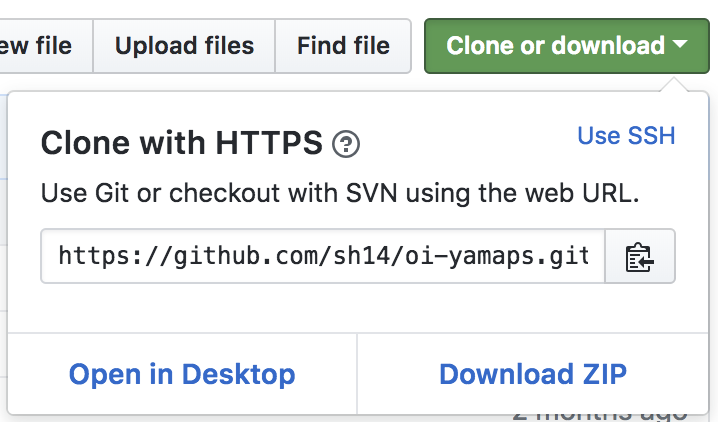 ew file
Upload files
Find file
Clone or download
Clone with HTTPS ?
Use SSH
Use Git or checkout with SVN using the web URL.
https://github.com/sh14/oi-yamaps.git
Open in Desktop
Download ZIP
2 months ago